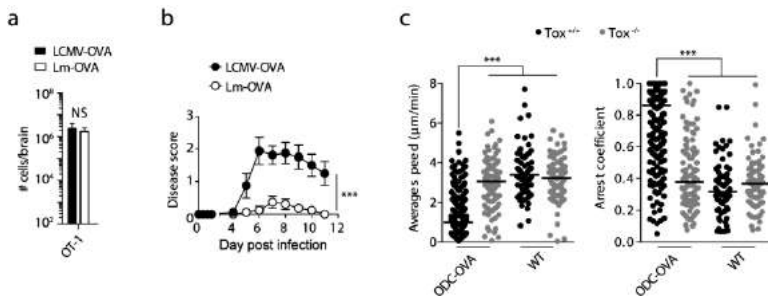 a
LCMV-OVA
Lm-OVA
# cells/brain
10⁸
10⁶
10⁴
10²
NS
OT-1
b
LCMV-OVA
Lm-OVA
Disease score
3
2
1
0
0 2 4 6 8 10 12
Day post infection
***
c
Tox⁺/⁺ Tox⁻/⁻
***
Averages peed (µm/min)
8
6
4
2
0
ODC-OVA
WT
***
Arrest coefficient
1.0
0.8
0.6
0.4
0.2
0.0
ODC-OVA
WT